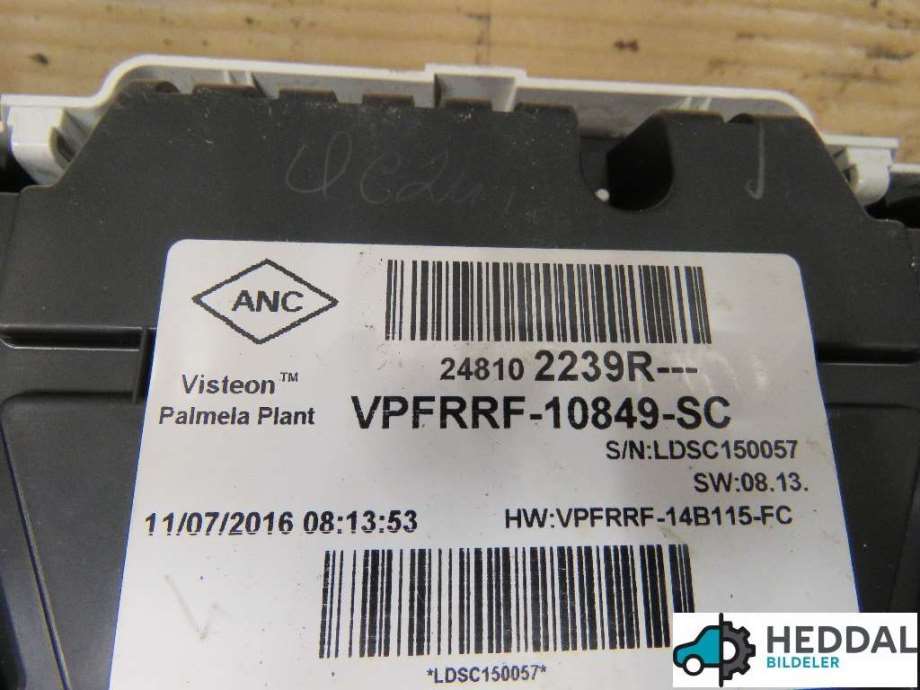 ANC
24810 2239R---
Visteon™
Palmela Plant
VPFRRF-10849-SC
S/N:LDSC150057
SW:08.13.
11/07/2016 08:13:53
HW:VPFRRF-14B115-FC
*LDSC150057*
HEDDAL
BILDELER